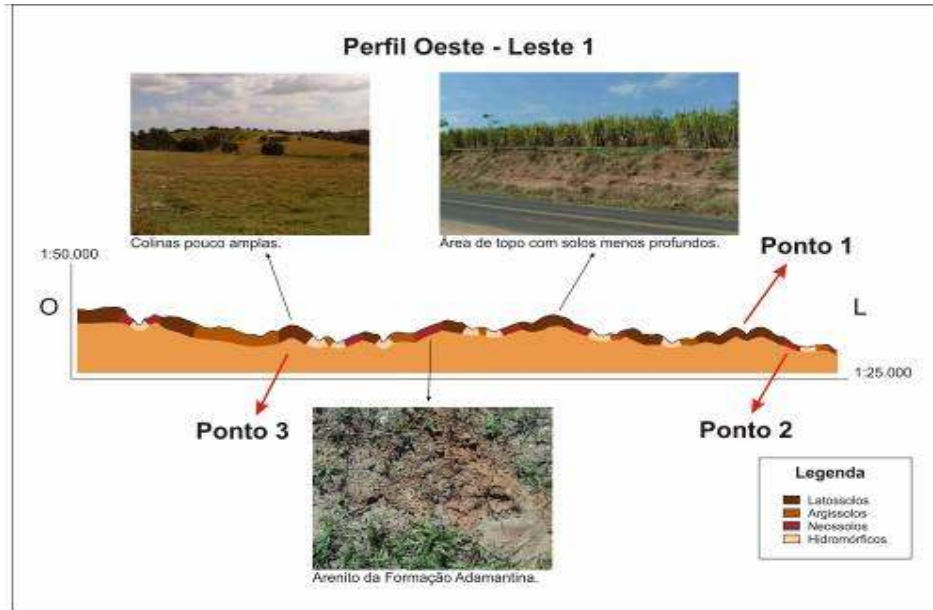 Perfil Oeste - Leste 1
Colinas pouco amplas.
Área de topo com solos menos profundos.
1:50.000
Ponto 1
O
L
1:25.000
Ponto 3
Ponto 2
Arenito da Formação Adamantina.
Legenda
Latossolos
Argissolos
Neossolos
Hidromórficos